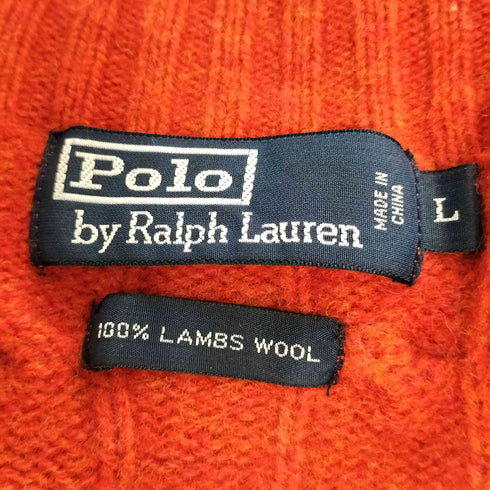 Polo
by Ralph Lauren
MADE IN
CHINA
L
100% LAMBS WOOL